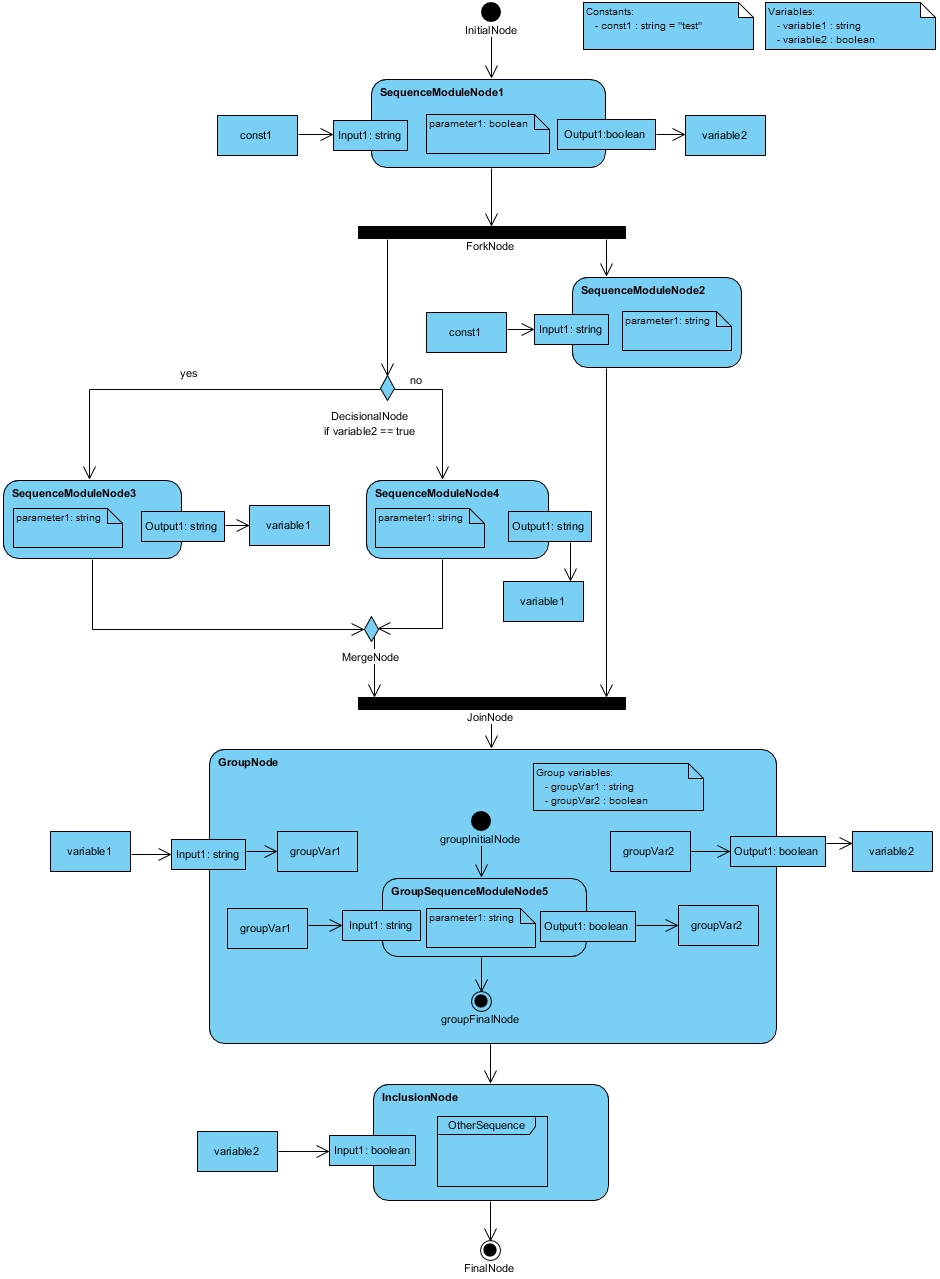 InitialNode
Constants:
- const1 : string = "test"
Variables:
- variable1 : string
- variable2 : boolean
SequenceModuleNode1
const1
Input1: string
parameter1: boolean
Output1:boolean
variable2
ForkNode
SequenceModuleNode2
const1
Input1: string
parameter1: string
yes
no
DecisionalNode
if variable2 == true
SequenceModuleNode3
parameter1: string
Output1: string
variable1
SequenceModuleNode4
parameter1: string
Output1: string
variable1
MergeNode
JoinNode
GroupNode
Group variables:
- groupVar1 : string
- groupVar2 : boolean
groupInitialNode
variable1
Input1: string
groupVar1
groupVar2
Output1: boolean
variable2
GroupSequenceModuleNode5
groupVar1
Input1: string
parameter1: string
Output1: boolean
groupVar2
groupFinalNode
InclusionNode
OtherSequence
variable2
Input1: boolean
FinalNode